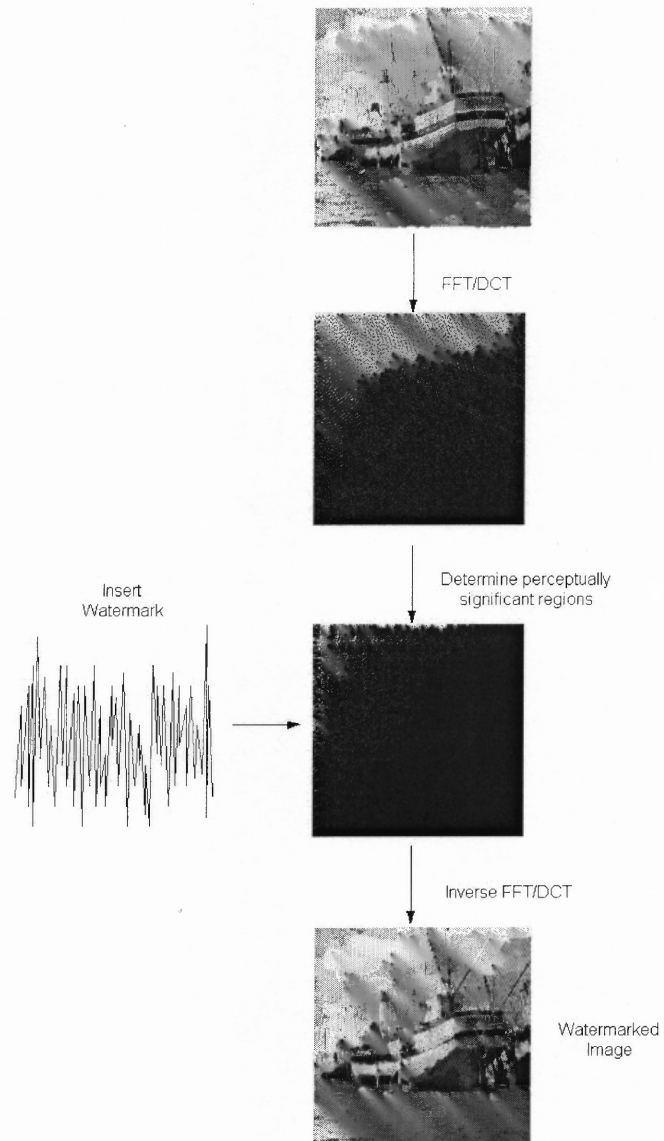 FFT/DCT
Determine perceptually
significant regions
Insert
Watermark
Inverse FFT/DCT
Watermarked
Image